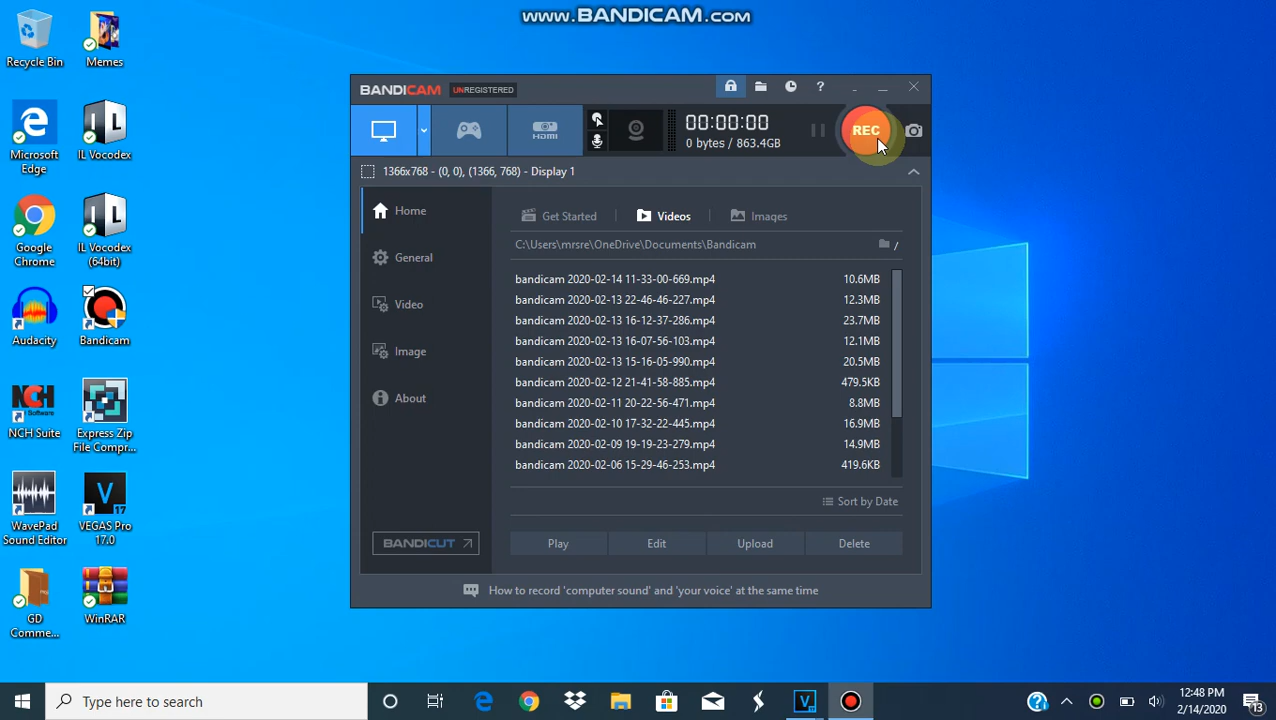 www.BANDICAM.com
Recycle Bin
Memes
Microsoft
Edge
IL Vocodex
Google
Chrome
IL Vocodex
(64bit)
Audacity
Bandicam
NCH
Software
NCH Suite
Express Zip
File Compr...
WavePad
Sound Editor
V
17
VEGAS Pro
17.0
GD
Comme...
WinRAR
BANDICAM UNREGISTERED
?
HDMI
00:00:00
0 bytes / 863.4GB
REC
1366x768 - (0, 0), (1366, 768) - Display 1
Home
General
Video
Image
About
BANDICUT
Get Started
Videos
Images
C:\Users\mrsre\OneDrive\Documents\Bandicam
/
bandicam 2020-02-14 11-33-00-669.mp4 10.6MB
bandicam 2020-02-13 22-46-46-227.mp4 12.3MB
bandicam 2020-02-13 16-12-37-286.mp4 23.7MB
bandicam 2020-02-13 16-07-56-103.mp4 12.1MB
bandicam 2020-02-13 15-16-05-990.mp4 20.5MB
bandicam 2020-02-12 21-41-58-885.mp4 479.5KB
bandicam 2020-02-11 20-22-56-471.mp4 8.8MB
bandicam 2020-02-10 17-32-22-445.mp4 16.9MB
bandicam 2020-02-09 19-19-23-279.mp4 14.9MB
bandicam 2020-02-06 15-29-46-253.mp4 419.6KB
Sort by Date
Play Edit Upload Delete
How to record 'computer sound' and 'your voice' at the same time
Type here to search
V
?
12:48 PM
2/14/2020
13